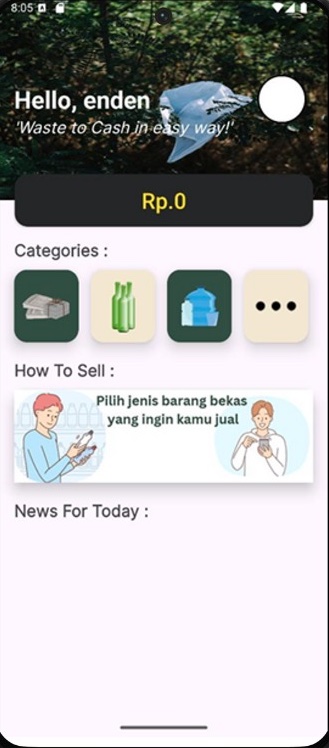 8:05
Hello, enden
'Waste to Cash in easy way!'
Rp.0
Categories :
How To Sell :
Pilih jenis barang bekas
yang ingin kamu jual
News For Today :